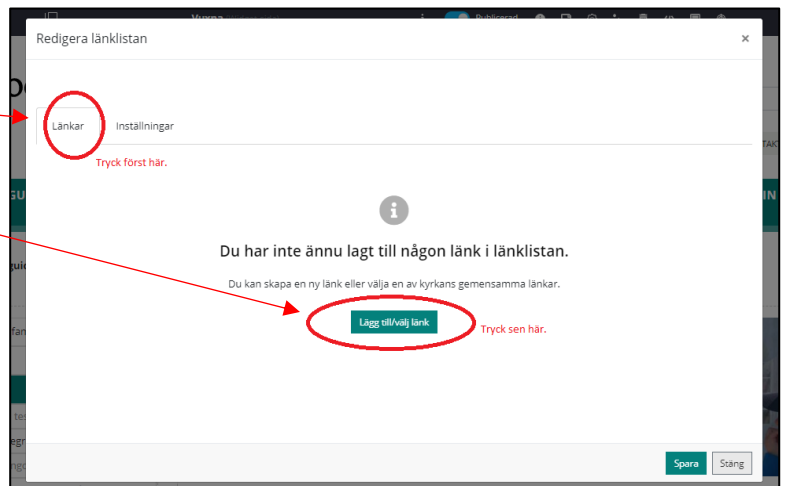 Vuxna
Publicerad
Redigera länklistan
×
Länkar
Inställningar
Tryck först här.
Du har inte ännu lagt till någon länk i länklistan.
Du kan skapa en ny länk eller välja en av kyrkans gemensamma länkar.
Lägg till/välj länk
Tryck sen här.
Spara
Stäng